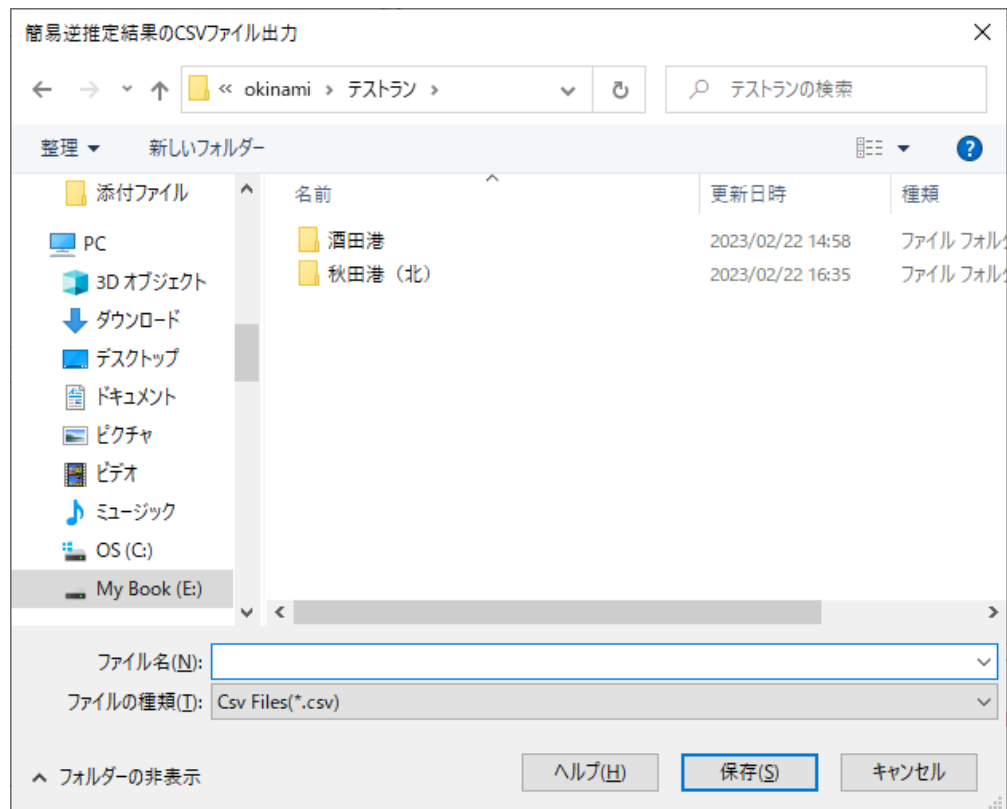 簡易逆推定結果のCSVファイル出力
« okinami › テストラン ›
テストランの検索
整理 新しいフォルダー
添付ファイル
PC
3D オブジェクト
ダウンロード
デスクトップ
ドキュメント
ピクチャ
ビデオ
ミュージック
OS (C:)
My Book (E:)
名前 更新日時 種類
酒田港 2023/02/22 14:58 ファイル フォル
秋田港（北） 2023/02/22 16:35 ファイル フォル
ファイル名(N):
ファイルの種類(T): Csv Files(*.csv)
フォルダーの非表示 ヘルプ(H) 保存(S) キャンセル